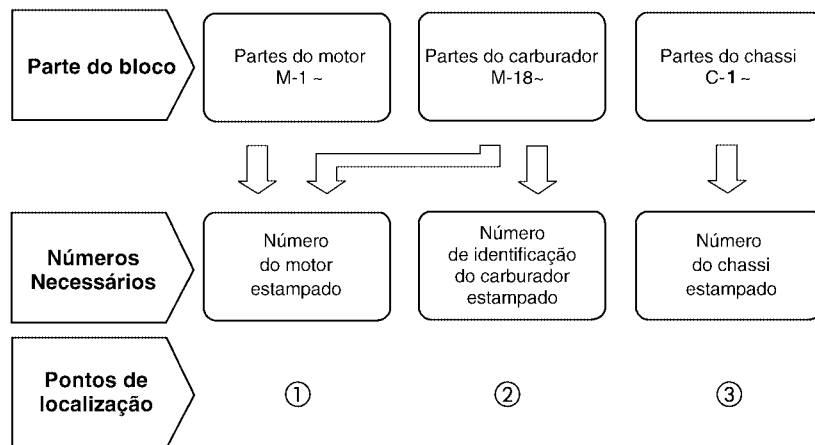 Parte do bloco
Partes do motor
M-1 ~
Partes do carburador
M-18~
Partes do chassi
C-1 ~
Números
Necessários
Número
do motor
estampado
Número
de identificação
do carburador
estampado
Número
do chassi
estampado
Pontos de
localização
①
②
③